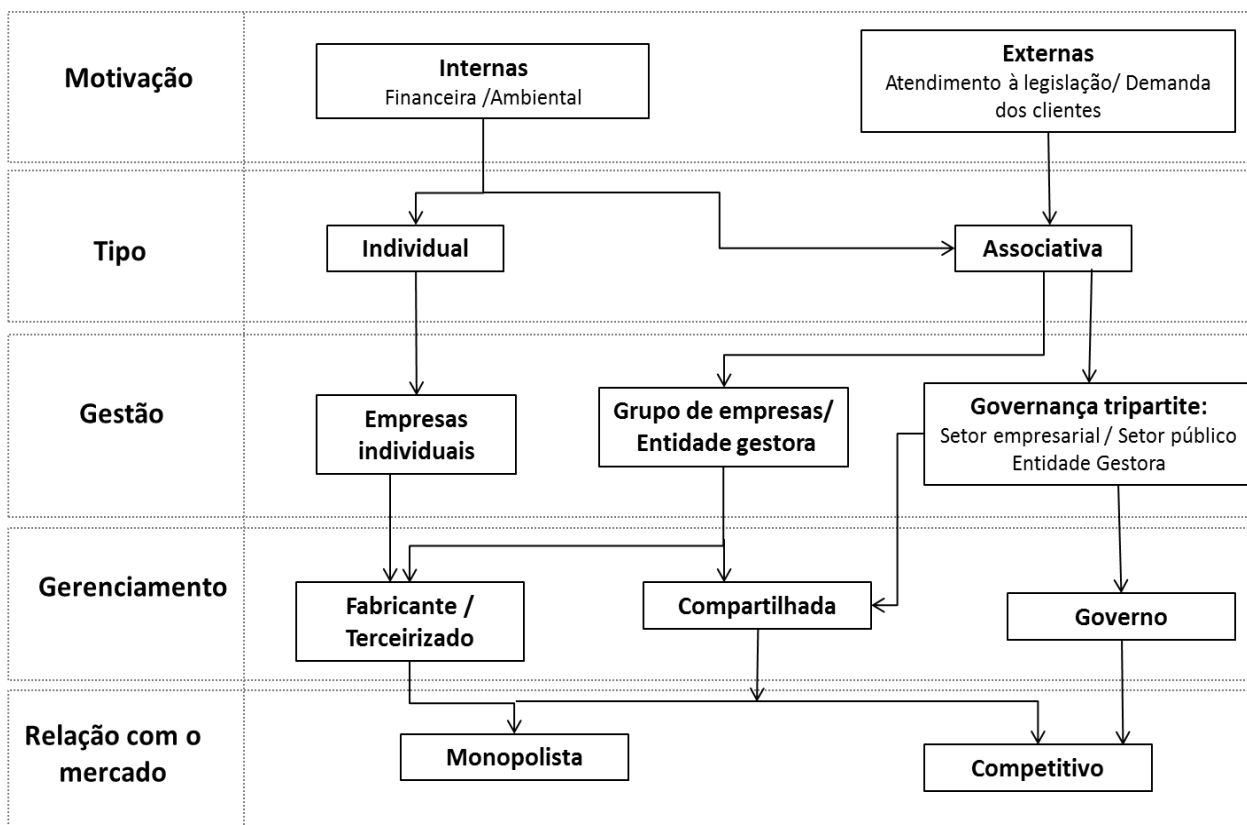 Motivação
Internas
Financeira /Ambiental
Externas
Atendimento à legislação/ Demanda
dos clientes
Tipo
Individual
Associativa
Gestão
Empresas
individuais
Grupo de empresas/
Entidade gestora
Governança tripartite:
Setor empresarial / Setor público
Entidade Gestora
Gerenciamento
Fabricante /
Terceirizado
Compartilhada
Governo
Relação com o
mercado
Monopolista
Competitivo